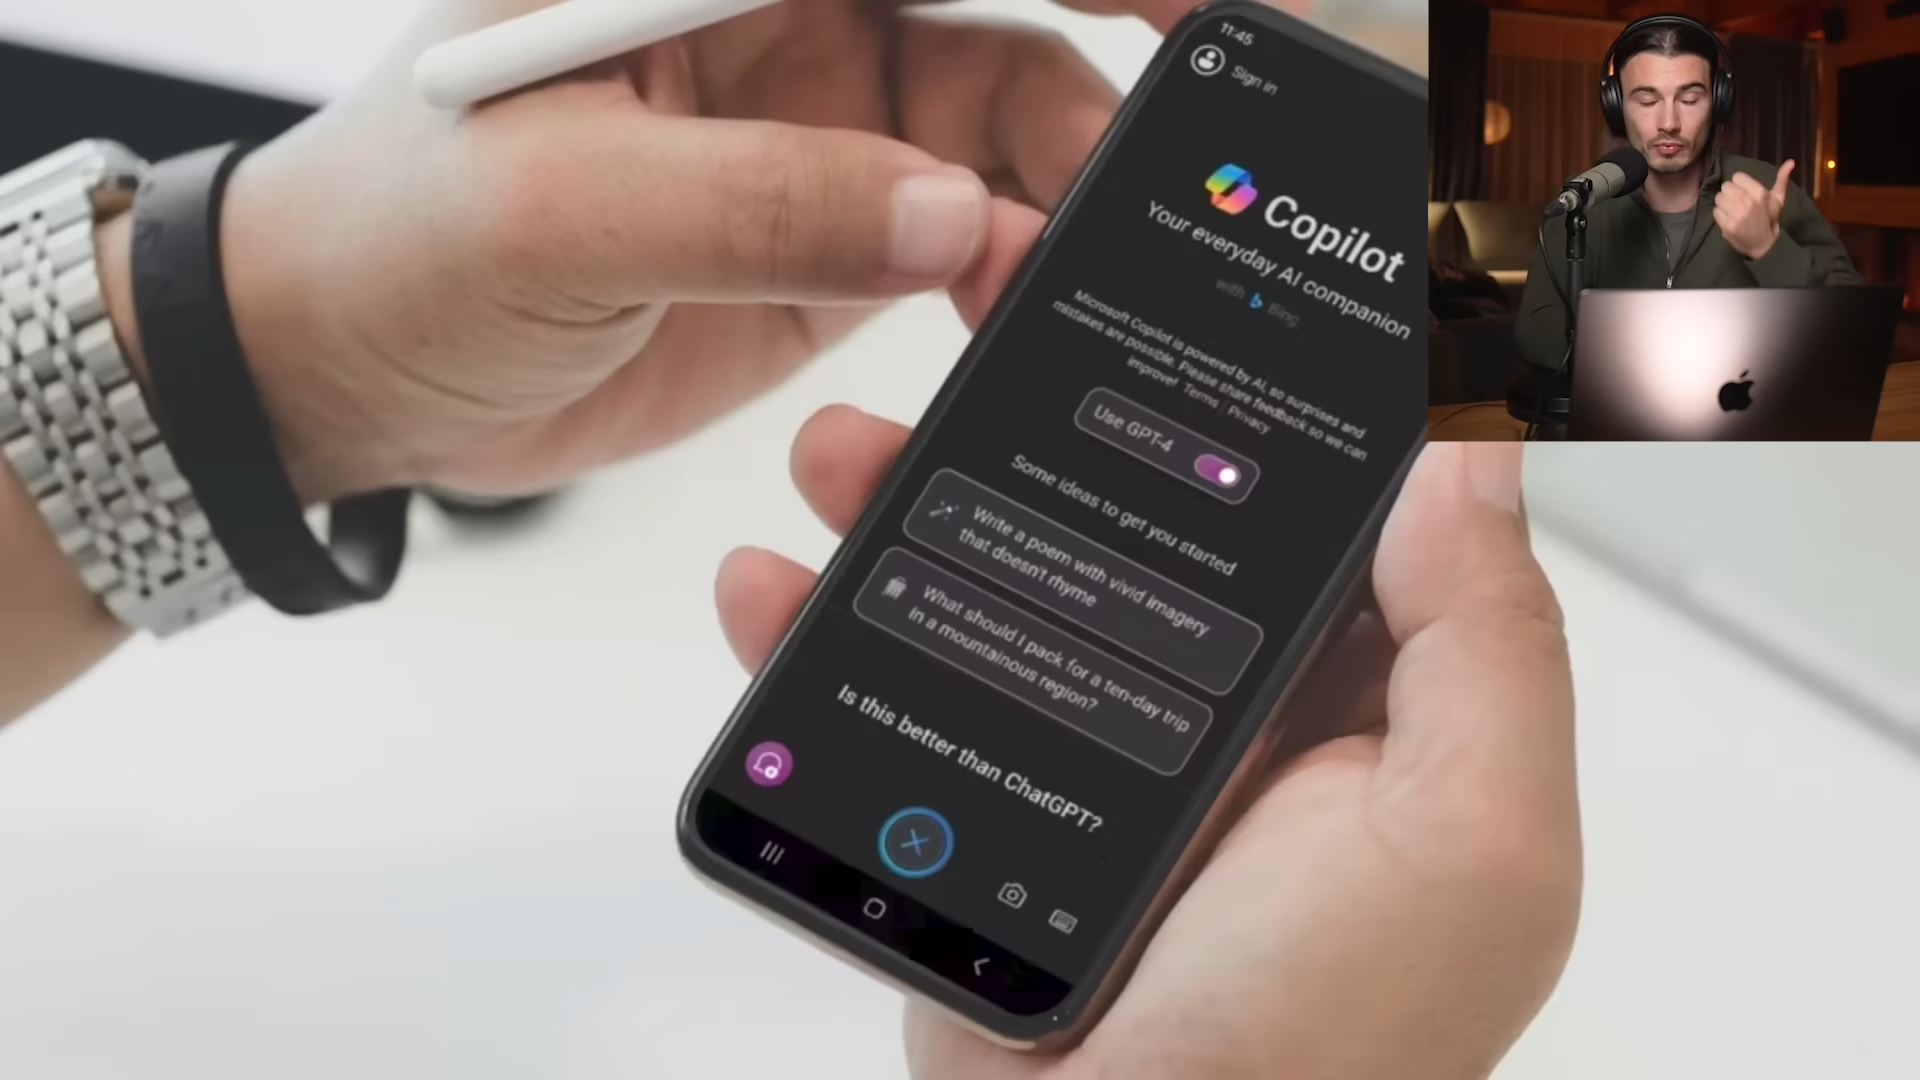 11:45
Sign in
Copilot
Your everyday AI companion
with Bing
Microsoft Copilot is powered by AI, so surprises and
mistakes are possible. Please share feedback so we can
improve! Terms | Privacy
Use GPT-4
Some ideas to get you started
Write a poem with vivid imagery
that doesn't rhyme
What should I pack for a ten-day trip
in a mountainous region?
Is this better than ChatGPT?